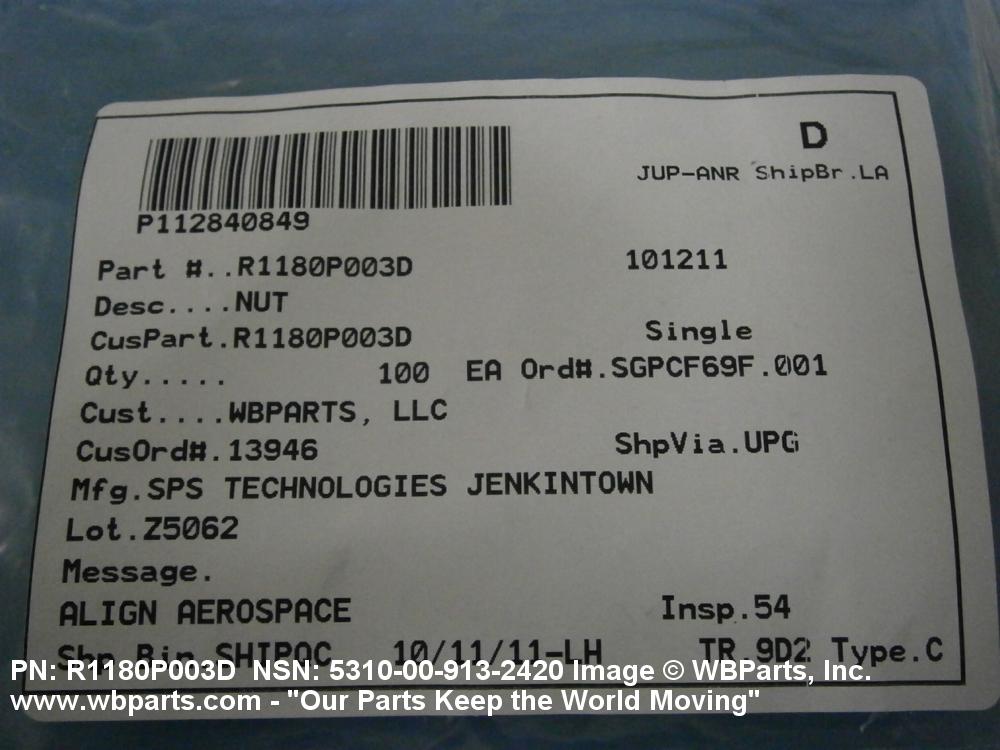 D
JUP-ANR ShipBr.LA
P112840849
Part #..R1180P003D 101211
Desc....NUT
CusPart.R1180P003D Single
Qty..... 100 EA Ord#.SGPCF69F.001
Cust....WBPARTS, LLC
CusOrd#.13946 ShpVia.UPG
Mfg.SPS TECHNOLOGIES JENKINTOWN
Lot.Z5062
Message.
ALIGN AEROSPACE Insp.54
Shp Bin.SHIPQC 10/11/11-LH TR.9D2 Type.C
PN: R1180P003D NSN: 5310-00-913-2420 Image © WBParts, Inc.
www.wbparts.com - "Our Parts Keep the World Moving"